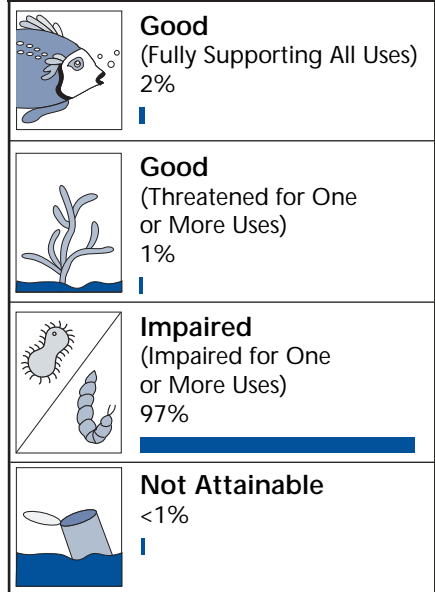 Good
(Fully Supporting All Uses)
2%
Good
(Threatened for One
or More Uses)
1%
Impaired
(Impaired for One
or More Uses)
97%
Not Attainable
<1%